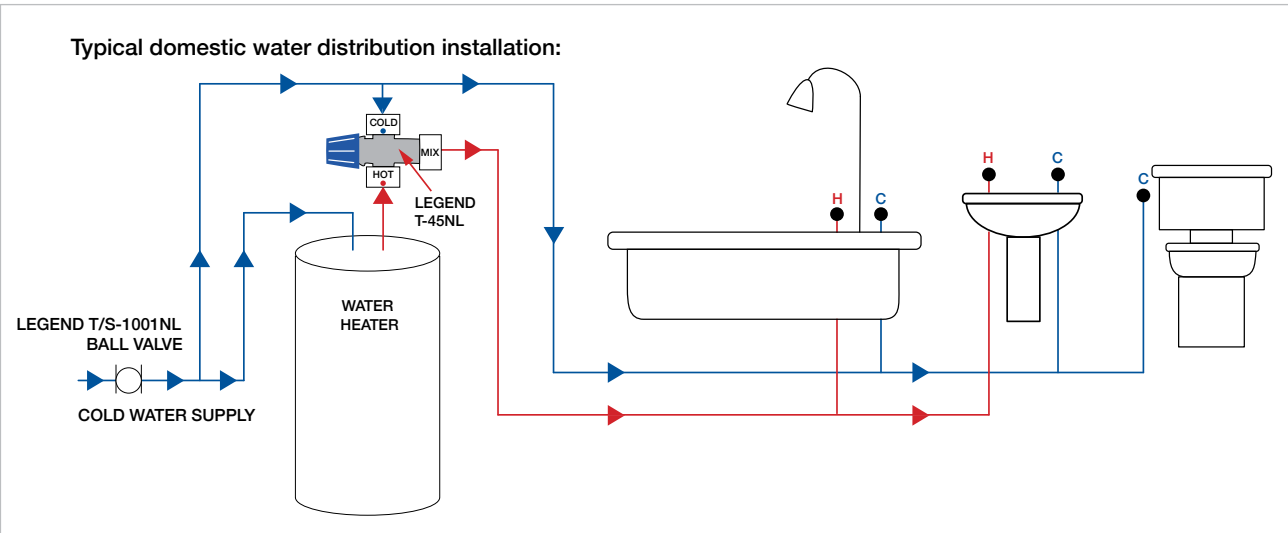 Typical domestic water distribution installation:
COLD
MIX
HOT
LEGEND
T-45NL
WATER
HEATER
LEGEND T/S-1001NL
BALL VALVE
COLD WATER SUPPLY
H
C
H
C
C